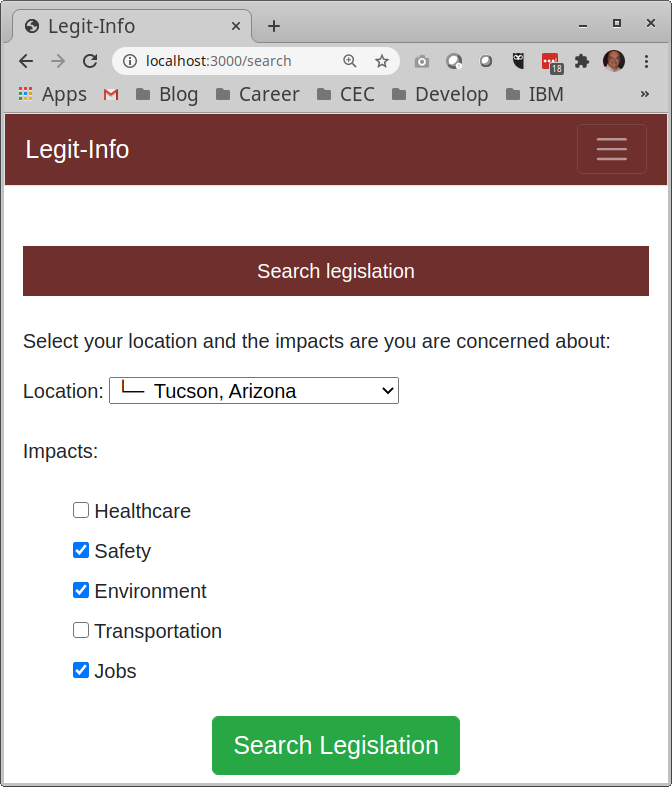 Legit-Info
localhost:3000/search
18
Apps Blog Career CEC Develop IBM »
Legit-Info
Search legislation
Select your location and the impacts are you are concerned about:
Location: └─ Tucson, Arizona
Impacts:
Healthcare
Safety
Environment
Transportation
Jobs
Search Legislation